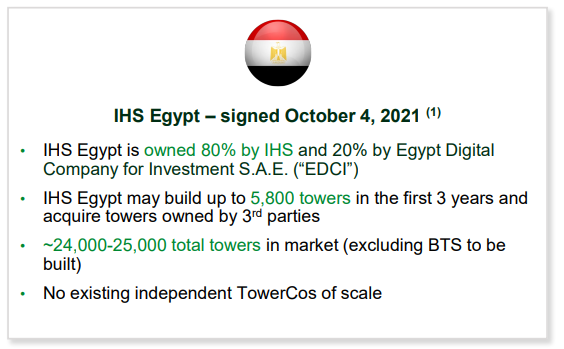 IHS Egypt – signed October 4, 2021 (1)
• IHS Egypt is owned 80% by IHS and 20% by Egypt Digital
Company for Investment S.A.E. (“EDCI”)
• IHS Egypt may build up to 5,800 towers in the first 3 years and
acquire towers owned by 3rd parties
• ~24,000-25,000 total towers in market (excluding BTS to be
built)
• No existing independent TowerCos of scale